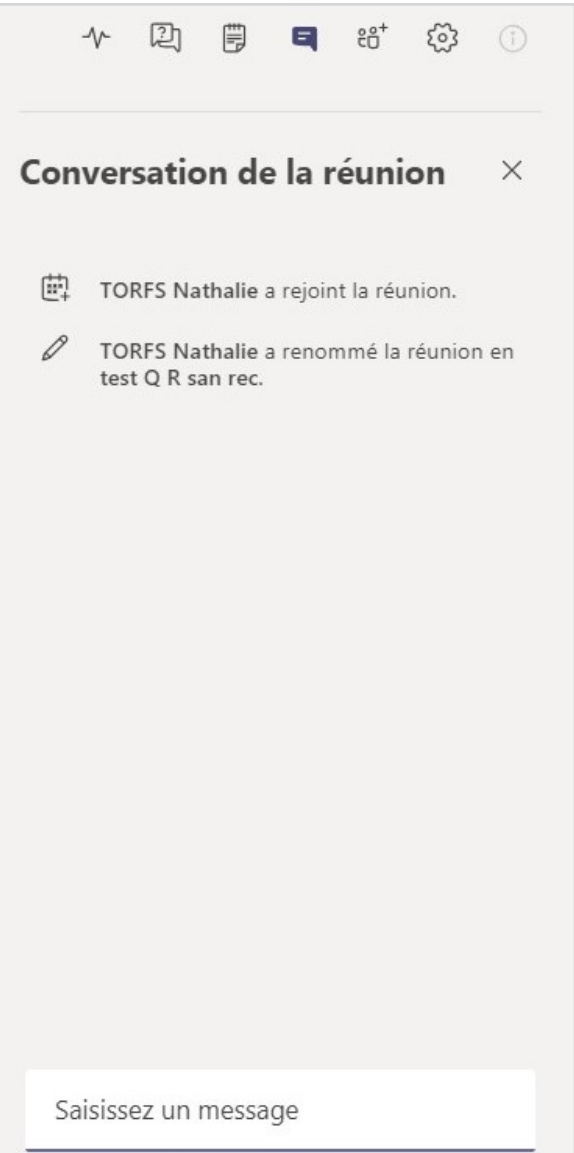 Conversation de la réunion
TORFS Nathalie a rejoint la réunion.
TORFS Nathalie a renommé la réunion en
test Q R san rec.
Saisissez un message